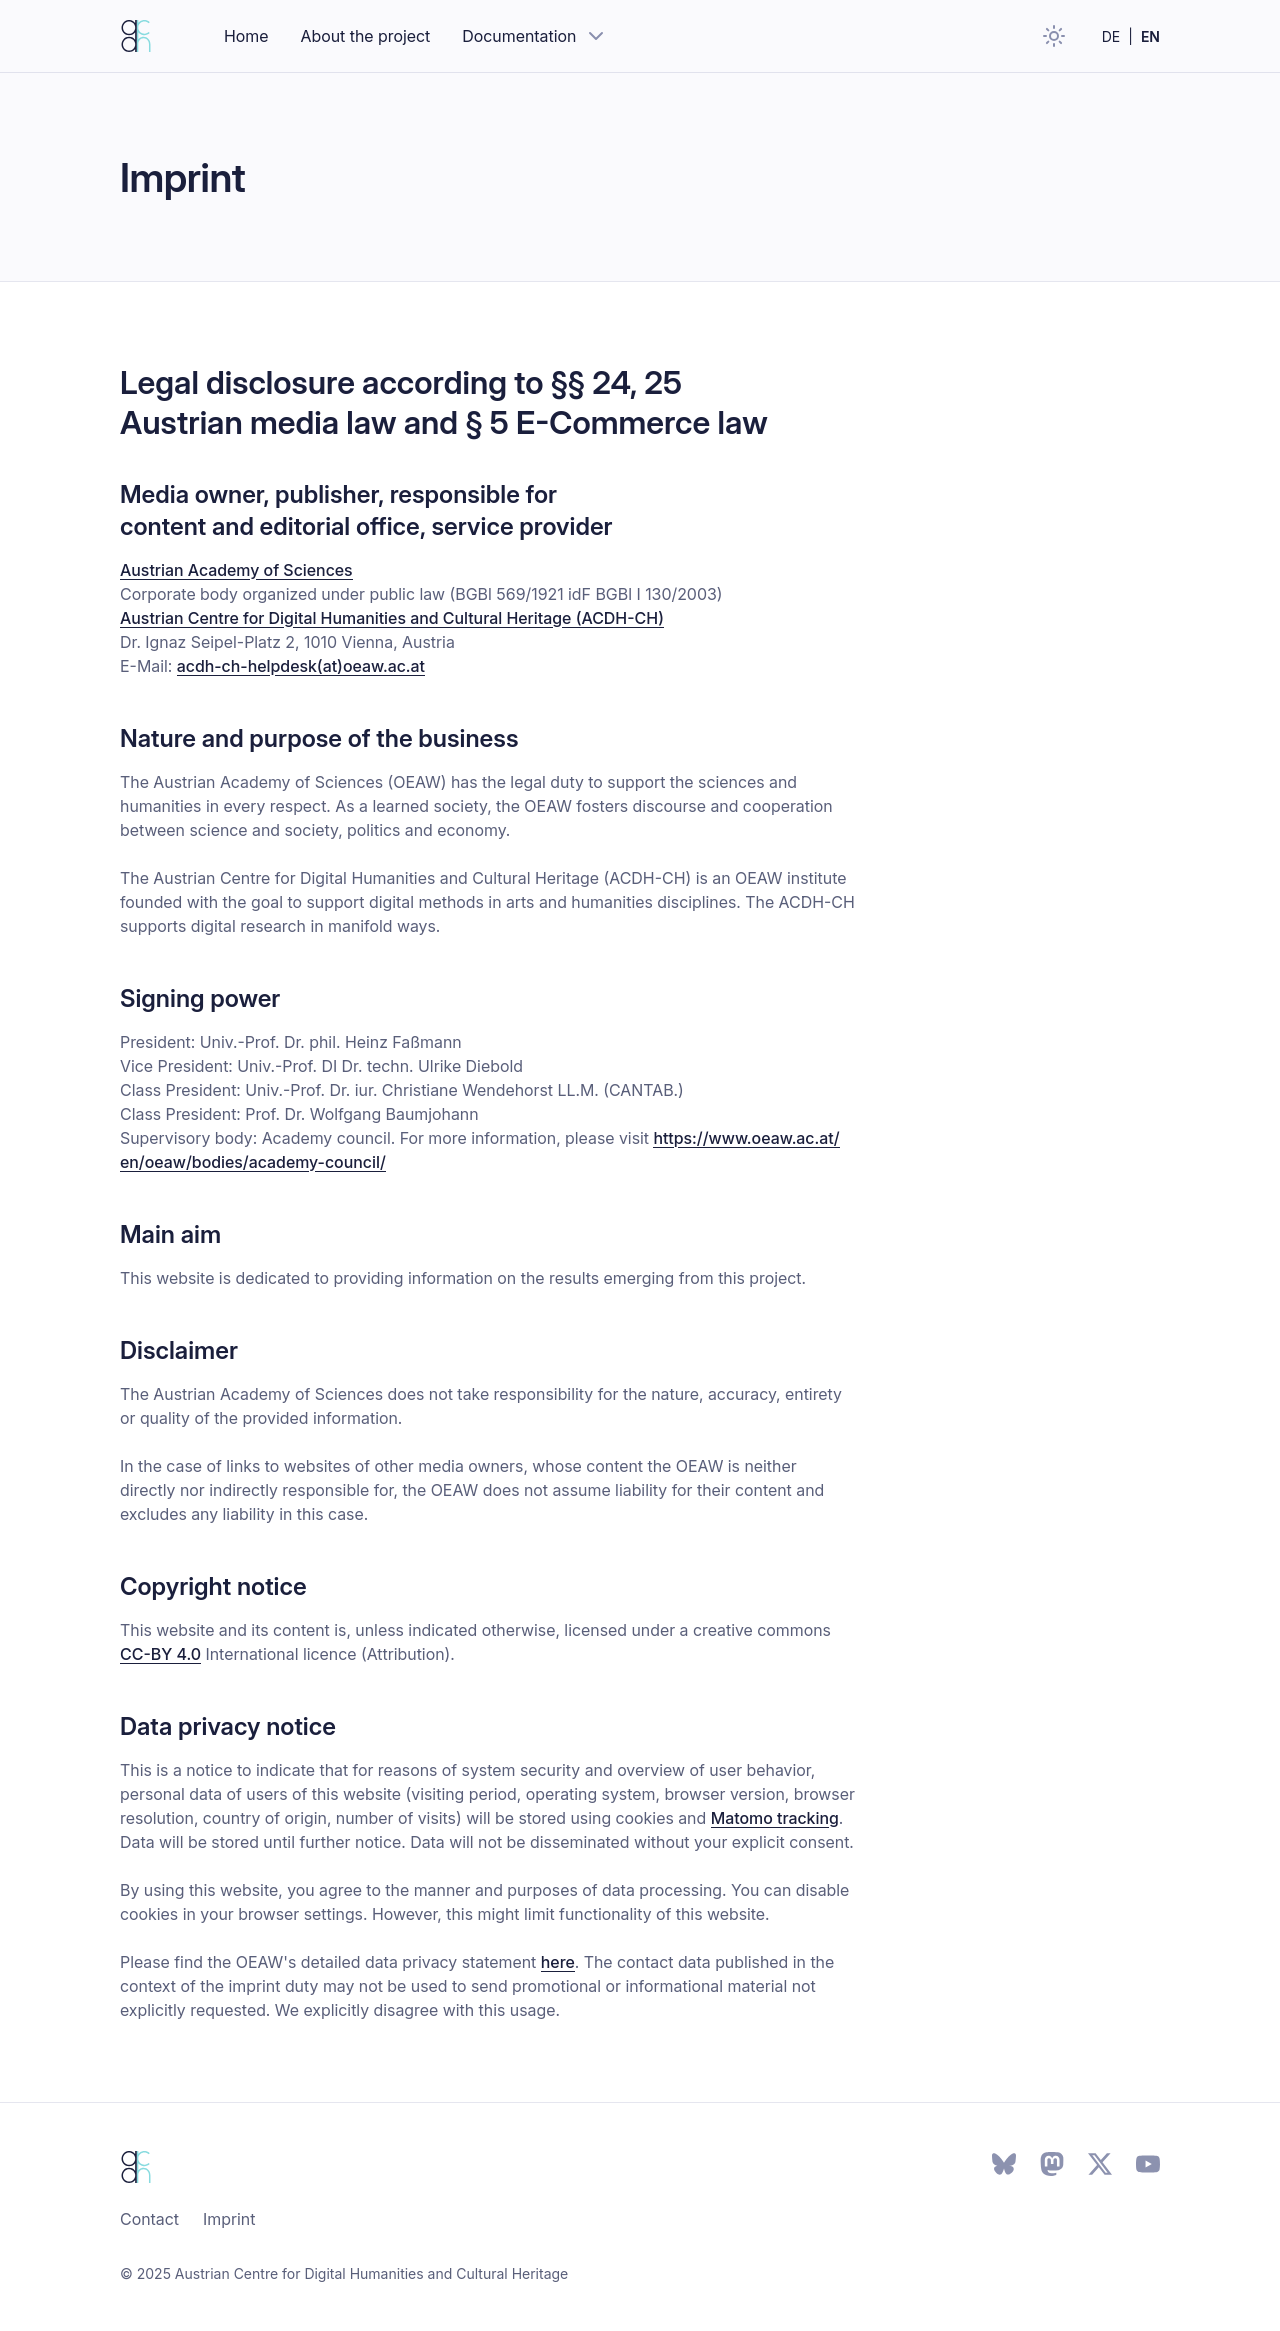 Home
About the project
Documentation
DE | EN
Imprint
Legal disclosure according to §§ 24, 25
Austrian media law and § 5 E-Commerce law
Media owner, publisher, responsible for
content and editorial office, service provider
Austrian Academy of Sciences
Corporate body organized under public law (BGBl 569/1921 idF BGBl I 130/2003)
Austrian Centre for Digital Humanities and Cultural Heritage (ACDH-CH)
Dr. Ignaz Seipel-Platz 2, 1010 Vienna, Austria
E-Mail: acdh-ch-helpdesk(at)oeaw.ac.at
Nature and purpose of the business
The Austrian Academy of Sciences (OEAW) has the legal duty to support the sciences and
humanities in every respect. As a learned society, the OEAW fosters discourse and cooperation
between science and society, politics and economy.
The Austrian Centre for Digital Humanities and Cultural Heritage (ACDH-CH) is an OEAW institute
founded with the goal to support digital methods in arts and humanities disciplines. The ACDH-CH
supports digital research in manifold ways.
Signing power
President: Univ.-Prof. Dr. phil. Heinz Faßmann
Vice President: Univ.-Prof. DI Dr. techn. Ulrike Diebold
Class President: Univ.-Prof. Dr. iur. Christiane Wendehorst LL.M. (CANTAB.)
Class President: Prof. Dr. Wolfgang Baumjohann
Supervisory body: Academy council. For more information, please visit https://www.oeaw.ac.at/
en/oeaw/bodies/academy-council/
Main aim
This website is dedicated to providing information on the results emerging from this project.
Disclaimer
The Austrian Academy of Sciences does not take responsibility for the nature, accuracy, entirety
or quality of the provided information.
In the case of links to websites of other media owners, whose content the OEAW is neither
directly nor indirectly responsible for, the OEAW does not assume liability for their content and
excludes any liability in this case.
Copyright notice
This website and its content is, unless indicated otherwise, licensed under a creative commons
CC-BY 4.0 International licence (Attribution).
Data privacy notice
This is a notice to indicate that for reasons of system security and overview of user behavior,
personal data of users of this website (visiting period, operating system, browser version, browser
resolution, country of origin, number of visits) will be stored using cookies and Matomo tracking.
Data will be stored until further notice. Data will not be disseminated without your explicit consent.
By using this website, you agree to the manner and purposes of data processing. You can disable
cookies in your browser settings. However, this might limit functionality of this website.
Please find the OEAW's detailed data privacy statement here. The contact data published in the
context of the imprint duty may not be used to send promotional or informational material not
explicitly requested. We explicitly disagree with this usage.
Contact
Imprint
© 2025 Austrian Centre for Digital Humanities and Cultural Heritage